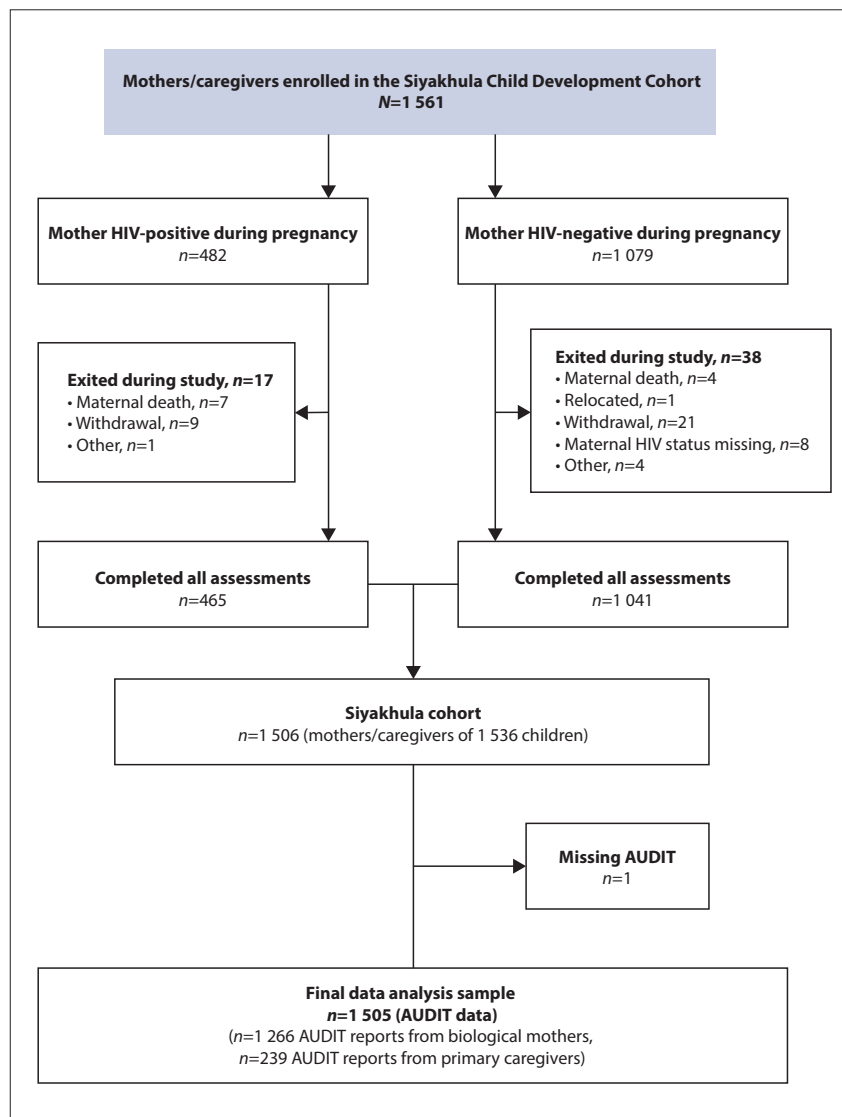 Mothers/caregivers enrolled in the Siyakhula Child Development Cohort
N=1 561
Mother HIV-positive during pregnancy
n=482
Mother HIV-negative during pregnancy
n=1 079
Exited during study, n=17
• Maternal death, n=7
• Withdrawal, n=9
• Other, n=1
Exited during study, n=38
• Maternal death, n=4
• Relocated, n=1
• Withdrawal, n=21
• Maternal HIV status missing, n=8
• Other, n=4
Completed all assessments
n=465
Completed all assessments
n=1 041
Siyakhula cohort
n=1 506 (mothers/caregivers of 1 536 children)
Missing AUDIT
n=1
Final data analysis sample
n=1 505 (AUDIT data)
(n=1 266 AUDIT reports from biological mothers,
n=239 AUDIT reports from primary caregivers)